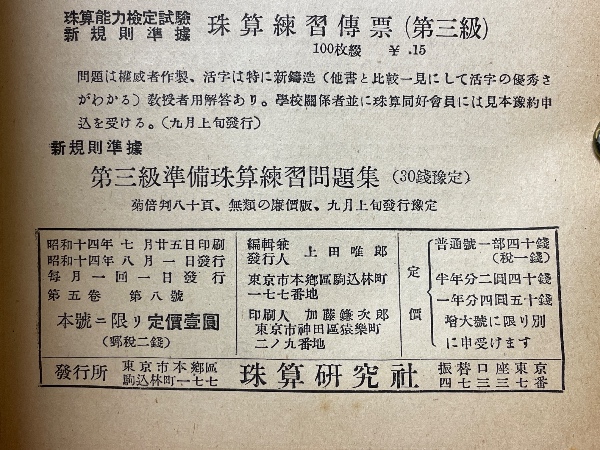 珠算能力檢定試驗
新規則準據
珠算練習傳票(第三級)
100枚綴 ¥ .15
問題は權威者作製、活字は特に新鑄造(他書と比較一見にして活字の優秀さ
がわかる)敎授者用解答あり。學校關係者並に珠算同好會員には見本豫約申
込を受ける。(九月上旬發行)
新規則準據
第三級準備珠算練習問題集(30錢豫定)
菊倍判八十頁、無類の廉價版、九月上旬發行豫定
昭和十四年七月廿五日印刷
昭和十四年八月一日發行
每月一回一日發行
第五卷 第八號
本號ニ限リ定價壹圓
(郵税二錢)
編輯兼
發行人 上田唯郎
東京市本鄕區駒込林町
一七七番地
印刷人 加藤鎌次郎
東京市神田區猿樂町
二ノ九番地
定價
普通號一部四十錢
(税一錢)
半年分二圓四十錢
一年分四圓五十錢
增大號に限り別
に申受けます
發行所 東京市本鄕區
駒込林町一七七
珠算研究社
振替口座東京
四七三三七番